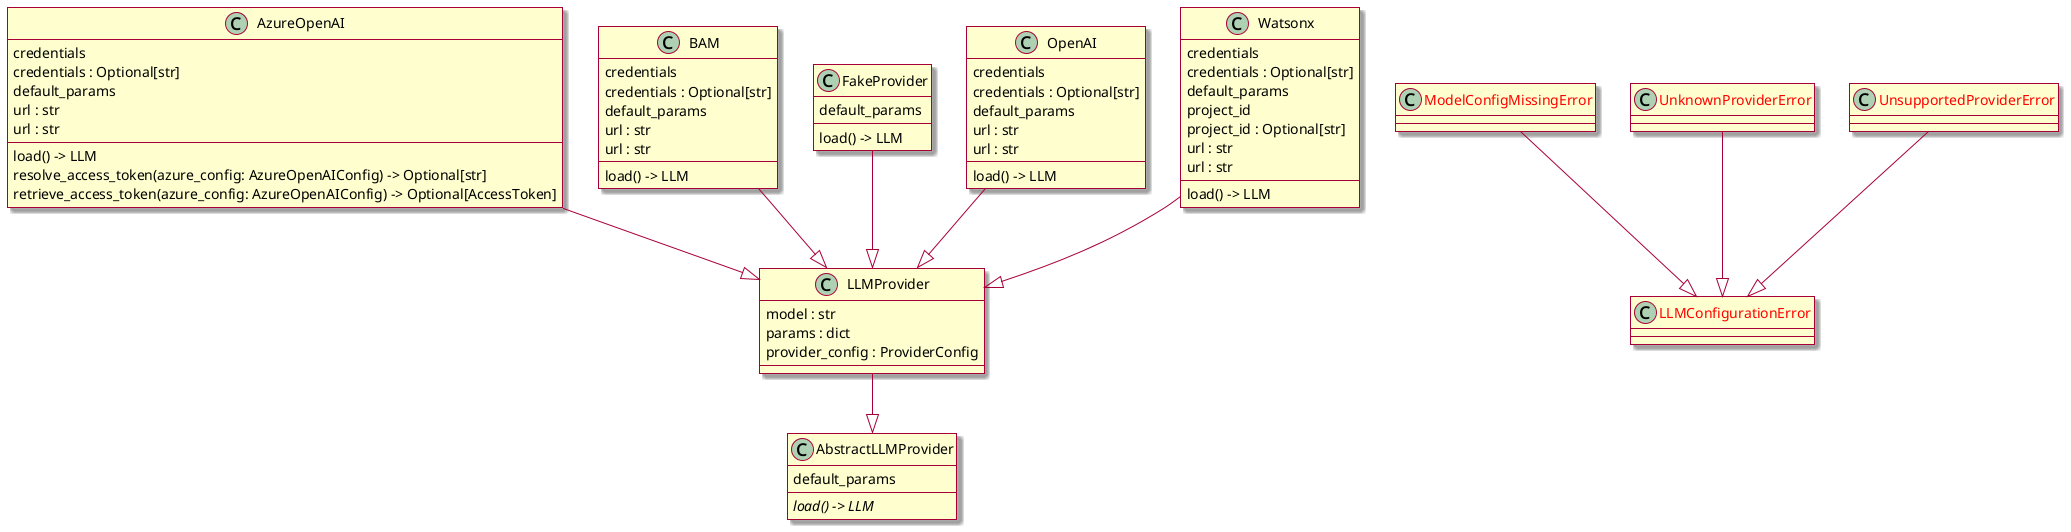 C AzureOpenAI
credentials
credentials : Optional[str]
default_params
url : str
url : str
load() -> LLM
resolve_access_token(azure_config: AzureOpenAIConfig) -> Optional[str]
retrieve_access_token(azure_config: AzureOpenAIConfig) -> Optional[AccessToken]
C BAM
credentials
credentials : Optional[str]
default_params
url : str
url : str
load() -> LLM
C FakeProvider
default_params
load() -> LLM
C OpenAI
credentials
credentials : Optional[str]
default_params
url : str
url : str
load() -> LLM
C Watsonx
credentials
credentials : Optional[str]
default_params
project_id
project_id : Optional[str]
url : str
url : str
load() -> LLM
C ModelConfigMissingError
C UnknownProviderError
C UnsupportedProviderError
C LLMProvider
model : str
params : dict
provider_config : ProviderConfig
C LLMConfigurationError
C AbstractLLMProvider
default_params
load() -> LLM